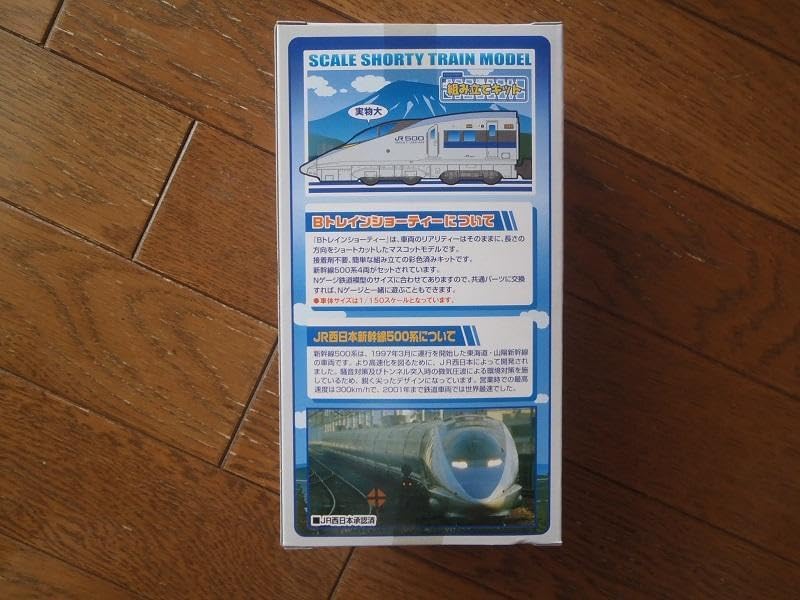 SCALE SHORTY TRAIN MODEL
組み立てキット
実物大
JR500
Bトレインショーティーについて
「Bトレインショーティー」は、車両のリアリティーはそのままに、長さの
方向をショートカットしたマスコットモデルです。
接着剤不要、簡単な組み立ての彩色済みキットです。
新幹線500系4両がセットされています。
Nゲージ鉄道模型のサイズに合わせてありますので、共通パーツに交換
すれば、Nゲージと一緒に遊ぶこともできます。
●車体サイズは1/150スケールとなっています。
JR西日本新幹線500系について
新幹線500系は、1997年3月に運行を開始した東海道・山陽新幹線
の車両です。より高速化を図るために、JR西日本によって開発され
ました。騒音対策及びトンネル突入時の微気圧波による環境対策を施
しているため、鋭く尖ったデザインになっています。営業時での最高
速度は300km/hで、2001年まで鉄道車両では世界最速でした。
■JR西日本承認済